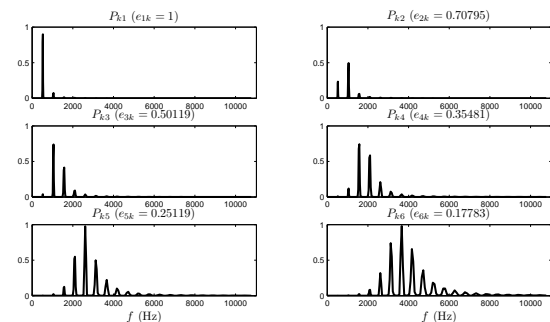 P_{k1} (e_{1k} = 1)
1
0.5
0
0 2000 4000 6000 8000 10000
P_{k2} (e_{2k} = 0.70795)
1
0.5
0
0 2000 4000 6000 8000 10000
P_{k3} (e_{3k} = 0.50119)
1
0.5
0
0 2000 4000 6000 8000 10000
P_{k4} (e_{4k} = 0.35481)
1
0.5
0
0 2000 4000 6000 8000 10000
P_{k5} (e_{5k} = 0.25119)
1
0.5
0
0 2000 4000 6000 8000 10000
f (Hz)
P_{k6} (e_{6k} = 0.17783)
1
0.5
0
0 2000 4000 6000 8000 10000
f (Hz)